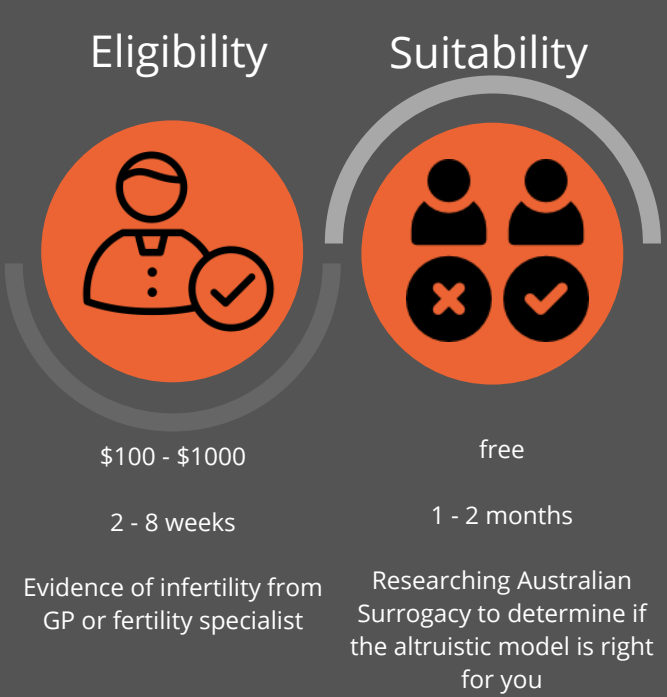 Eligibility
$100 - $1000
2 - 8 weeks
Evidence of infertility from
GP or fertility specialist
Suitability
free
1 - 2 months
Researching Australian
Surrogacy to determine if
the altruistic model is right
for you